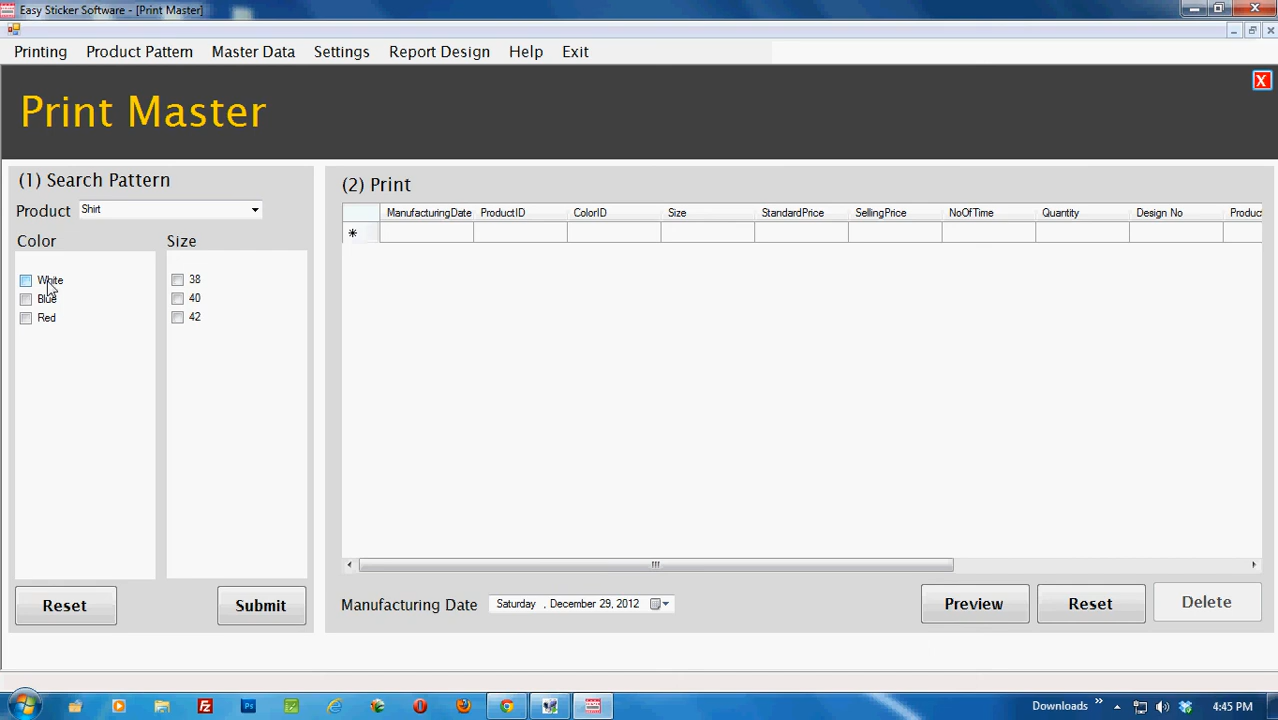 Easy Sticker Software - [Print Master]
Printing Product Pattern Master Data Settings Report Design Help Exit
X
Print Master
(1) Search Pattern
Product Shirt
Color Size
White 38
Blue 40
Red 42
Reset Submit
(2) Print
ManufacturingDate ProductID ColorID Size StandardPrice SellingPrice NoOfTime Quantity Design No Product
Manufacturing Date Saturday , December 29, 2012
Preview Reset Delete
Downloads 4:45 PM